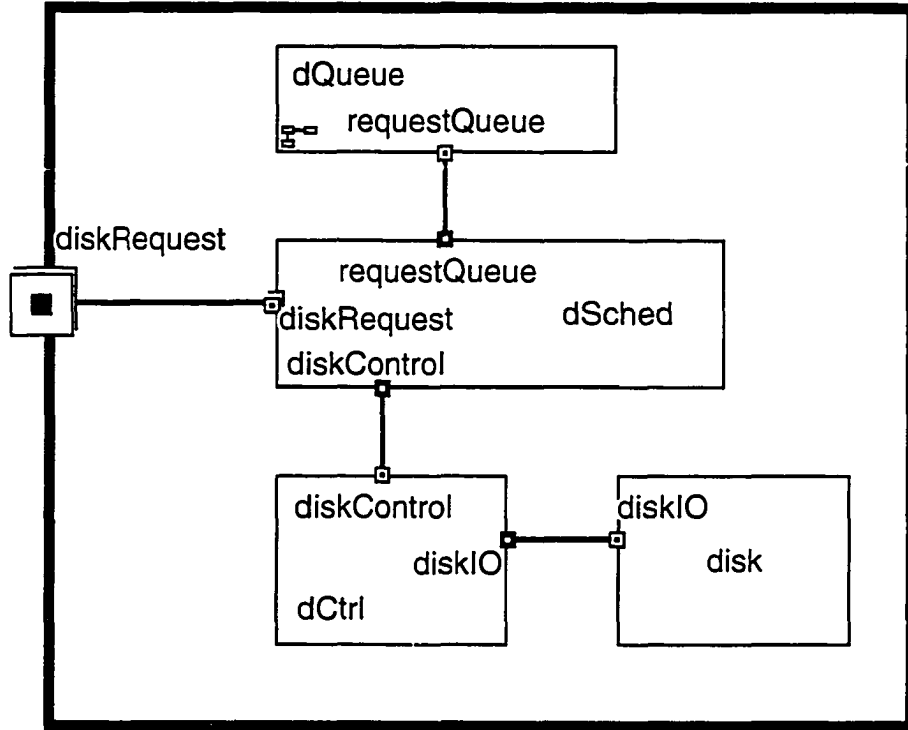 dQueue
requestQueue
diskRequest
requestQueue
dSched
diskRequest
diskControl
diskControl
diskIO
dCtrl
diskIO
disk